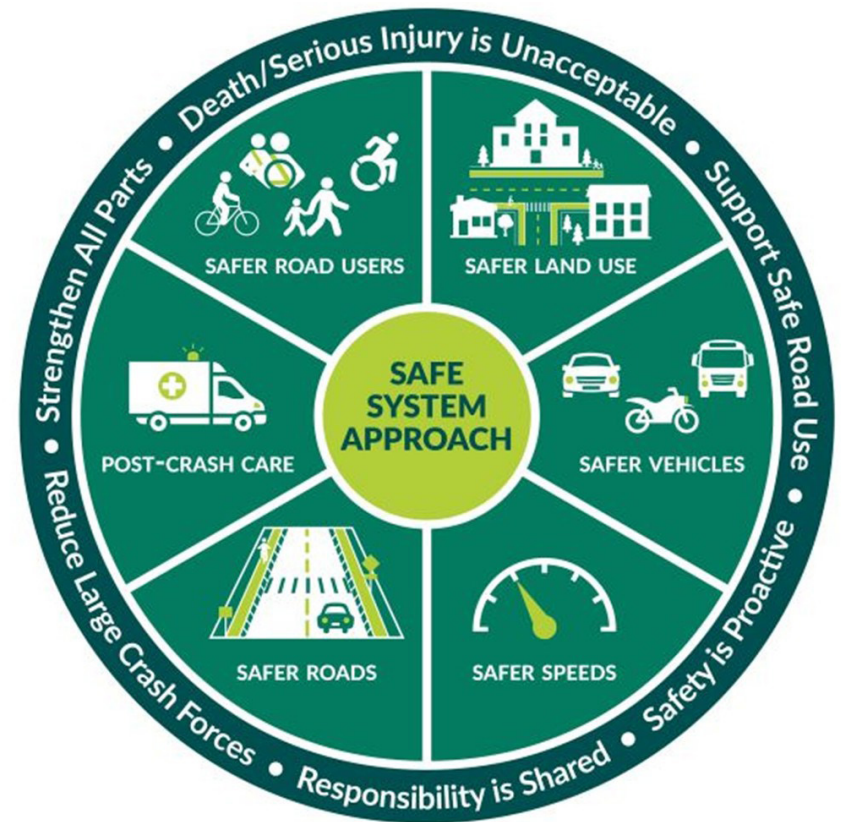 Death/Serious Injury is Unacceptable
•
Support Safe Road Use
•
Safety is Proactive
•
Responsibility is Shared
•
Reduce Large Crash Forces
•
Strengthen All Parts
•
SAFER ROAD USERS
SAFER LAND USE
SAFE
SYSTEM
APPROACH
POST-CRASH CARE
SAFER VEHICLES
SAFER ROADS
SAFER SPEEDS